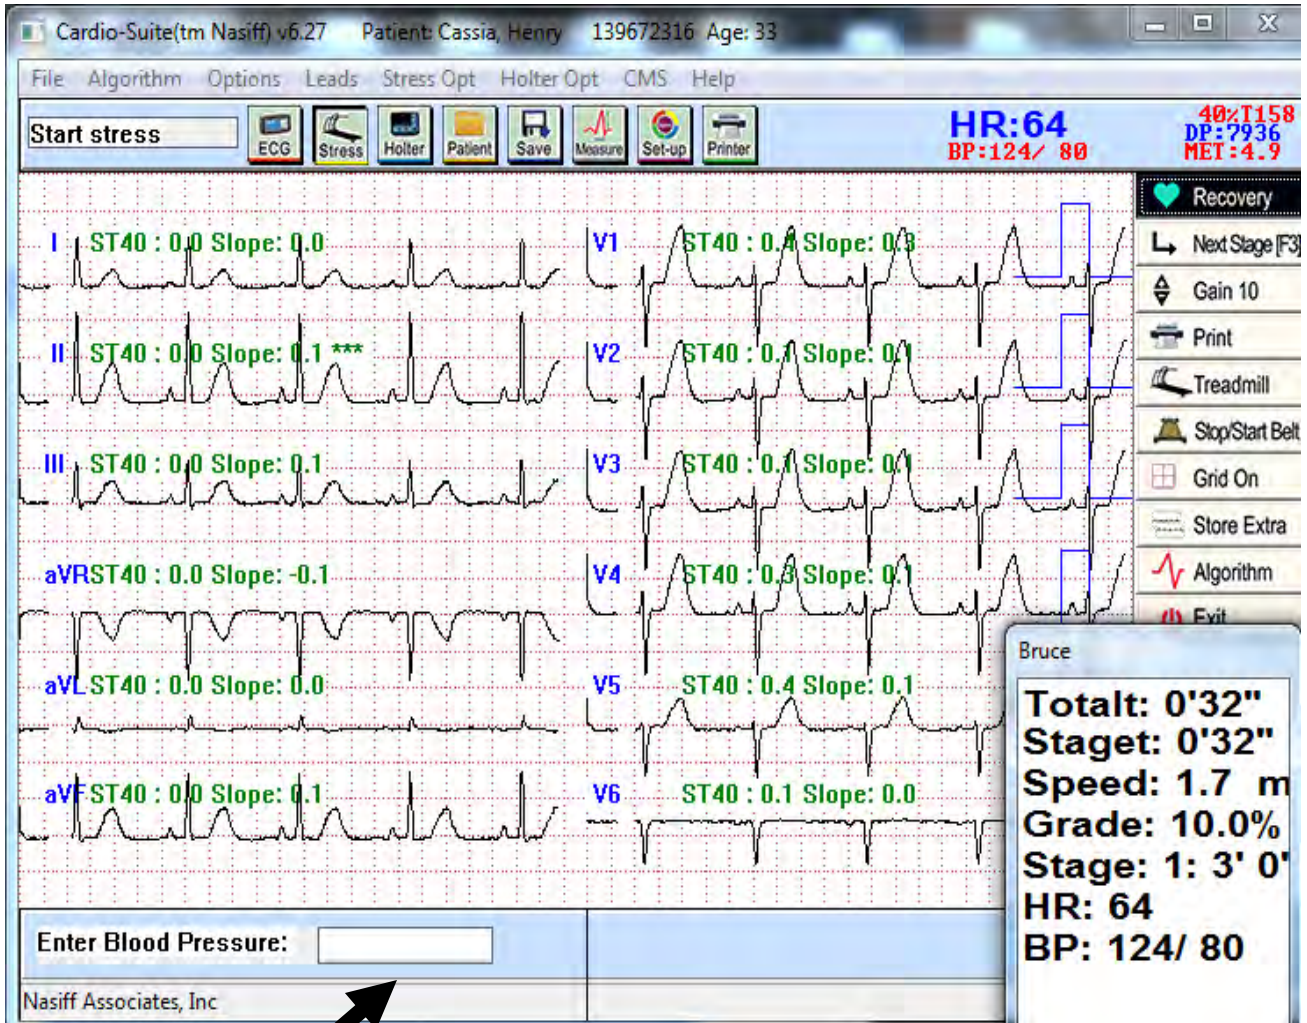 Cardio-Suite(tm Nasiff) v6.27 Patient: Cassia, Henry 139672316 Age: 33
File Algorithm Options Leads Stress Opt Holter Opt CMS Help
Start stress
ECG Stress Holter Patient Save Measure Set-up Printer
HR:64
BP:124/ 80
40%T158
DP:7936
MET:4.9
Recovery
Next Stage [F3]
Gain 10
Print
Treadmill
Stop/Start Belt
Grid On
Store Extra
Algorithm
Exit
I ST40 : 0.0 Slope: 0.0
II ST40 : 0.0 Slope: 0.1 ***
III ST40 : 0.0 Slope: 0.1
aVR ST40 : 0.0 Slope: -0.1
aVL ST40 : 0.0 Slope: 0.0
aVF ST40 : 0.0 Slope: 0.1
V1 ST40 : 0.4 Slope: 0.3
V2 ST40 : Slope: 0.1
V3 ST40 : Slope: 0.1
V4 ST40 : 0.3 Slope: 0.1
V5 ST40 : 0.4 Slope: 0.1
V6 ST40 : 0.1 Slope: 0.0
Bruce
Totalt: 0'32"
Staget: 0'32"
Speed: 1.7 m
Grade: 10.0%
Stage: 1: 3' 0'
HR: 64
BP: 124/ 80
Enter Blood Pressure:
Nasiff Associates, Inc